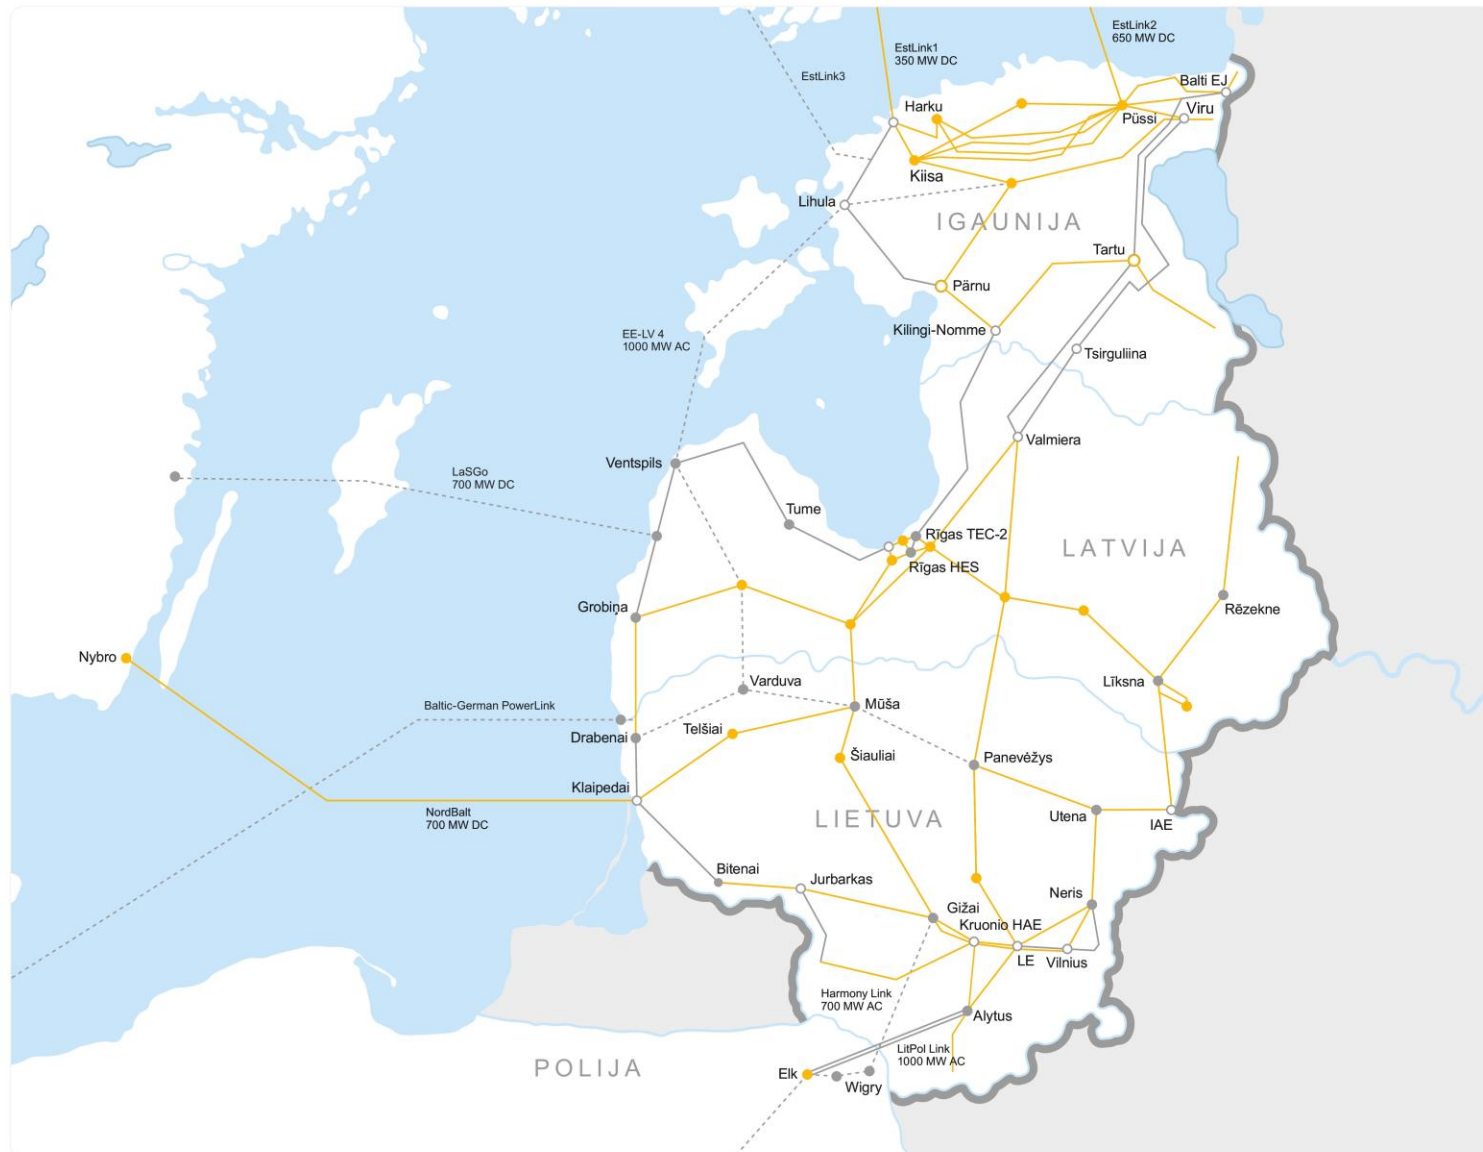 EstLink2
650 MW DC
EstLink1
350 MW DC
EstLink3
Balti EJ
Harku
Püssi
Viru
Kiisa
Lihula
IGAUNIJA
Tartu
Pärnu
Kilingi-Nomme
EE-LV 4
1000 MW AC
Tsirguliina
Valmiera
Ventspils
LaSGo
700 MW DC
Tume
Rīgas TEC-2
LATVIJA
Rīgas HES
Grobiņa
Rēzekne
Nybro
Varduva
Līksna
Baltic-German PowerLink
Mūša
Telšiai
Drabenai
Šiauliai
Panevėžys
Klaipedai
NordBalt
700 MW DC
LIETUVA
Utena
IAE
Bitenai
Jurbarkas
Neris
Gižai
Kruonio HAE
LE
Vilnius
Harmony Link
700 MW AC
Alytus
LitPol Link
1000 MW AC
POLIJA
Elk
Wigry